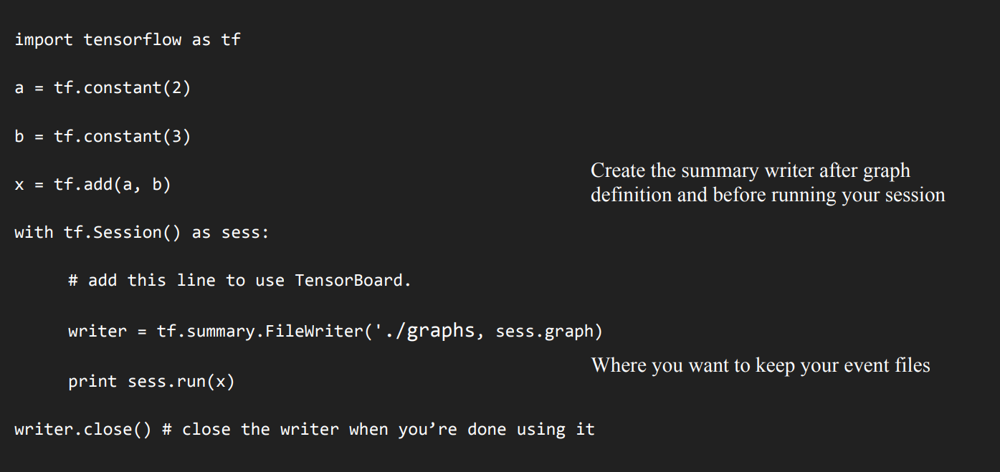 import tensorflow as tf
a = tf.constant(2)
b = tf.constant(3)
x = tf.add(a, b)
Create the summary writer after graph
definition and before running your session
with tf.Session() as sess:
# add this line to use TensorBoard.
writer = tf.summary.FileWriter('./graphs, sess.graph)
Where you want to keep your event files
print sess.run(x)
writer.close() # close the writer when you’re done using it